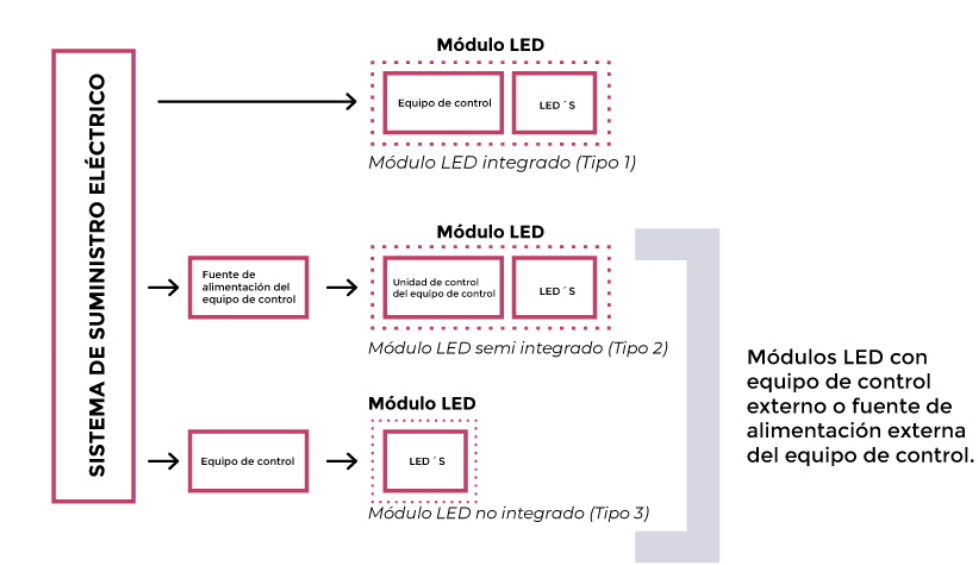 SISTEMA DE SUMINISTRO ELÉCTRICO
Módulo LED
Equipo de control
LED ´S
Módulo LED integrado (Tipo 1)
Fuente de
alimentación del
equipo de control
Módulo LED
Unidad de control
del equipo de control
LED ´S
Módulo LED semi integrado (Tipo 2)
Equipo de control
Módulo LED
LED ´S
Módulo LED no integrado (Tipo 3)
Módulos LED con
equipo de control
externo o fuente de
alimentación externa
del equipo de control.